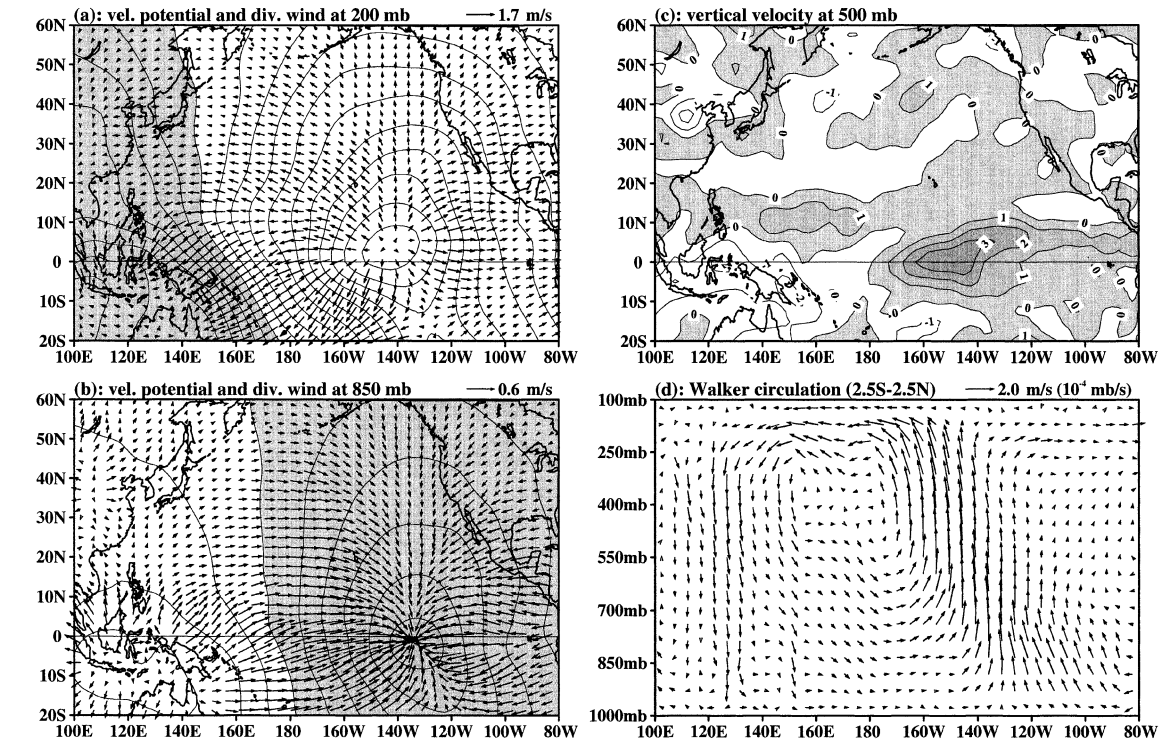 (a): vel. potential and div. wind at 200 mb 1.7 m/s
60N
50N
40N
30N
20N
10N
0
10S
20S
100E 120E 140E 160E 180 160W 140W 120W 100W 80W
(c): vertical velocity at 500 mb
60N
50N
40N
30N
20N
10N
0
10S
20S
100E 120E 140E 160E 180 160W 140W 120W 100W 80W
(b): vel. potential and div. wind at 850 mb 0.6 m/s
60N
50N
40N
30N
20N
10N
0
10S
20S
100E 120E 140E 160E 180 160W 140W 120W 100W 80W
(d): Walker circulation (2.5S-2.5N) 2.0 m/s (10⁻⁴ mb/s)
100mb
250mb
400mb
550mb
700mb
850mb
1000mb
100E 120E 140E 160E 180 160W 140W 120W 100W 80W